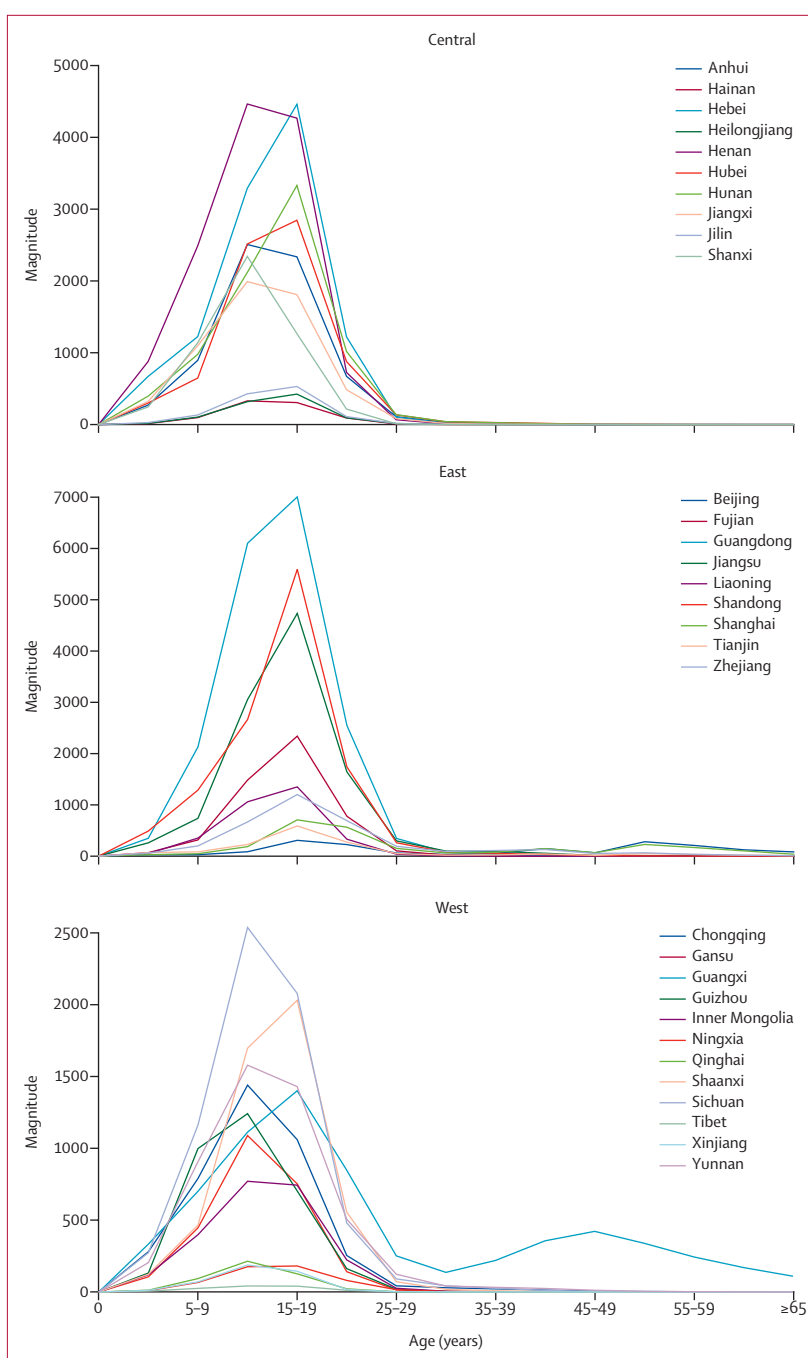 Central
5000
4000
3000
2000
1000
0
Magnitude
Anhui
Hainan
Hebei
Heilongjiang
Henan
Hubei
Hunan
Jiangxi
Jilin
Shanxi
East
7000
6000
5000
4000
3000
2000
1000
0
Magnitude
Beijing
Fujian
Guangdong
Jiangsu
Liaoning
Shandong
Shanghai
Tianjin
Zhejiang
West
2500
2000
1500
1000
500
0
Magnitude
Chongqing
Gansu
Guangxi
Guizhou
Inner Mongolia
Ningxia
Qinghai
Shaanxi
Sichuan
Tibet
Xinjiang
Yunnan
0 5–9 15–19 25–29 35–39 45–49 55–59 ≥65
Age (years)